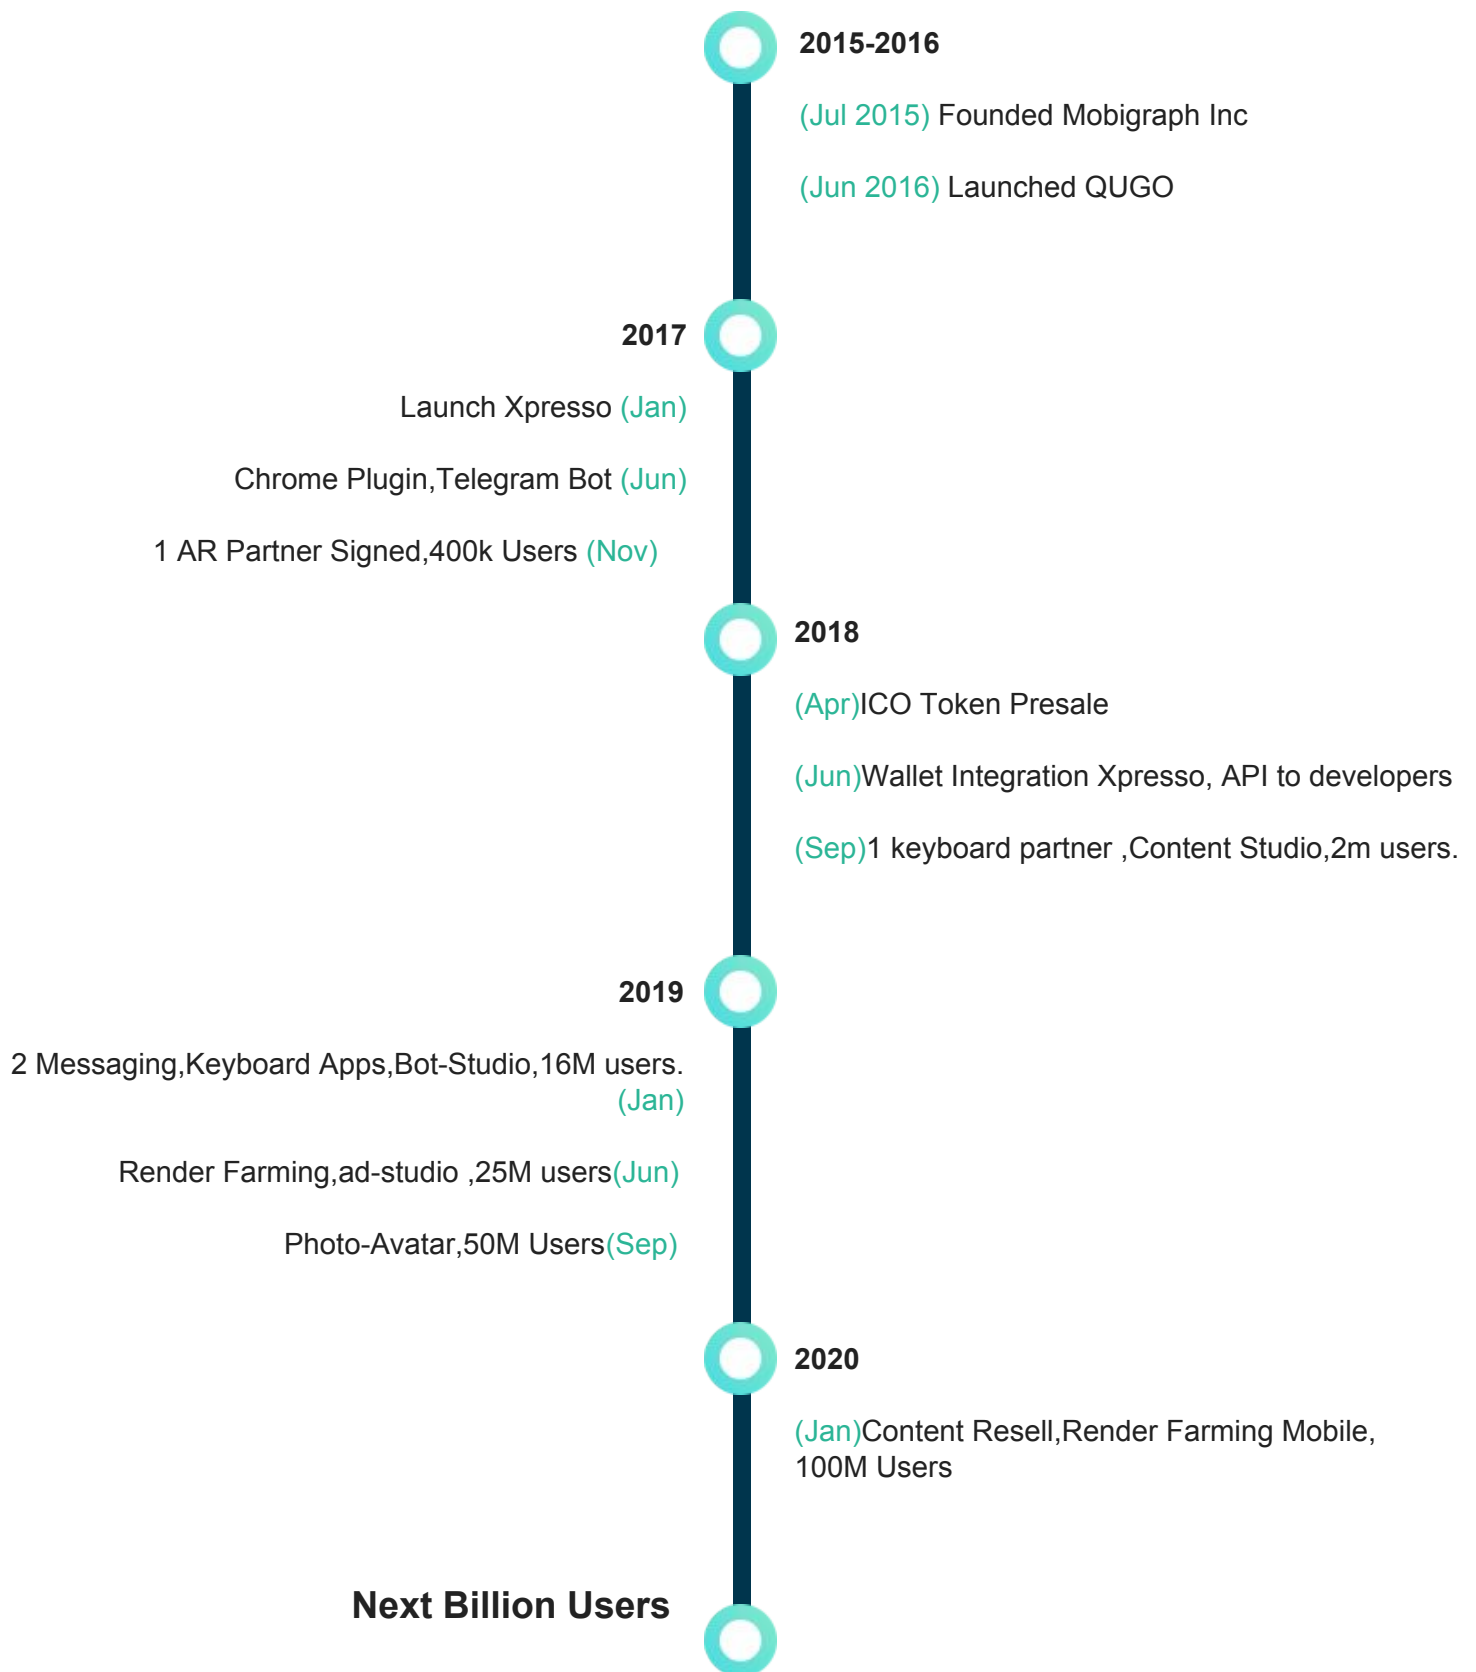 2015-2016
(Jul 2015) Founded Mobigraph Inc
(Jun 2016) Launched QUGO
2017
Launch Xpresso (Jan)
Chrome Plugin,Telegram Bot (Jun)
1 AR Partner Signed,400k Users (Nov)
2018
(Apr)ICO Token Presale
(Jun)Wallet Integration Xpresso, API to developers
(Sep)1 keyboard partner ,Content Studio,2m users.
2019
2 Messaging,Keyboard Apps,Bot-Studio,16M users.
(Jan)
Render Farming,ad-studio ,25M users(Jun)
Photo-Avatar,50M Users(Sep)
2020
(Jan)Content Resell,Render Farming Mobile,
100M Users
Next Billion Users